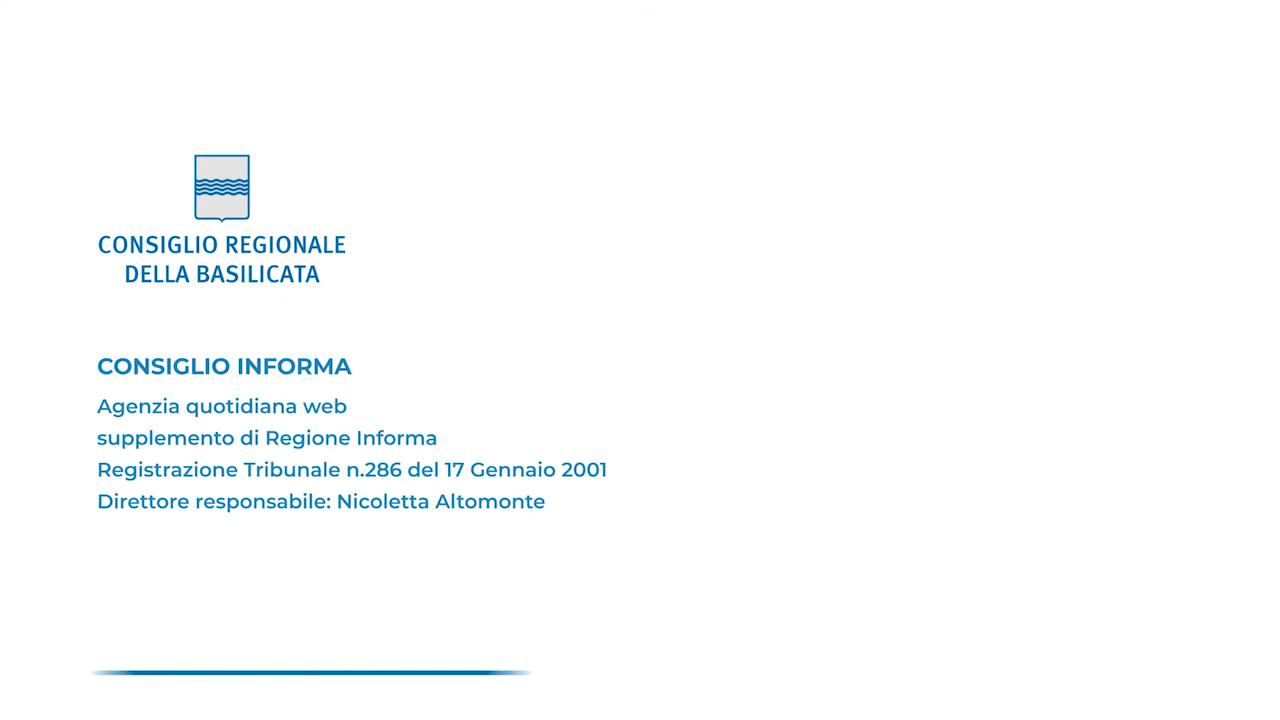 CONSIGLIO REGIONALE
DELLA BASILICATA
CONSIGLIO INFORMA
Agenzia quotidiana web
supplemento di Regione Informa
Registrazione Tribunale n.286 del 17 Gennaio 2001
Direttore responsabile: Nicoletta Altomonte